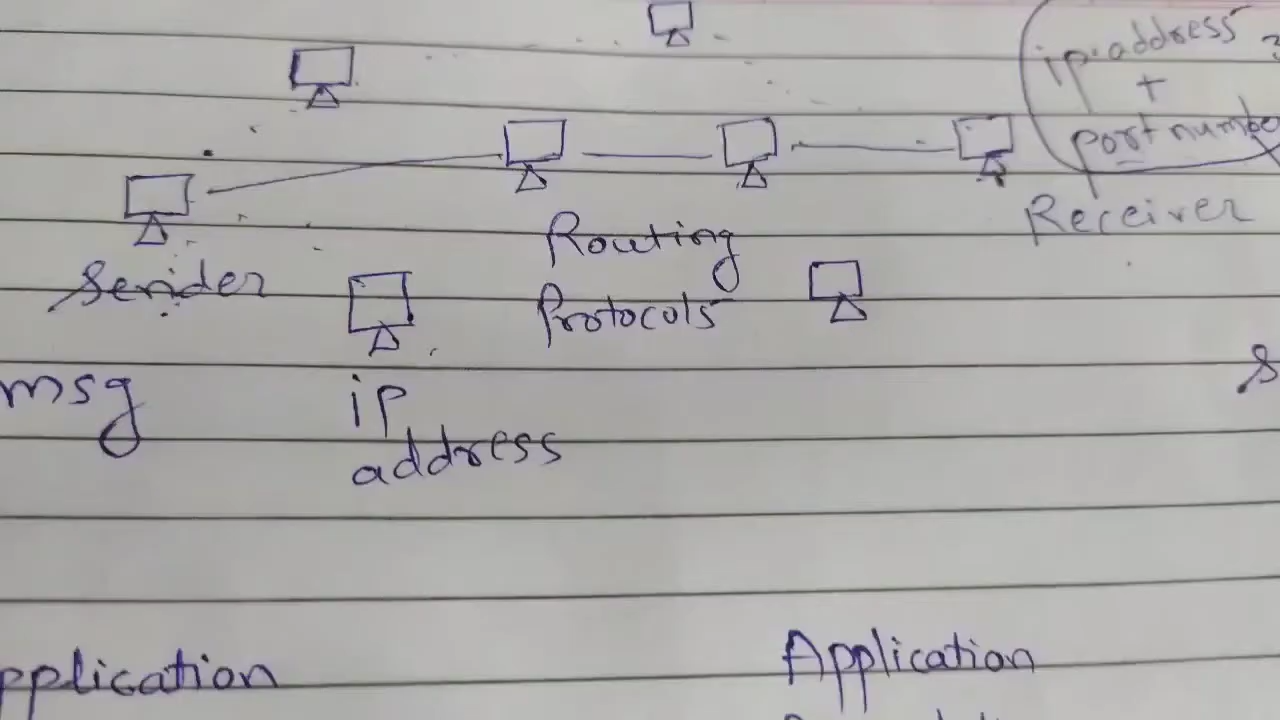 ip address
+
port number
Receiver
Sender
Routing
Protocols
msg
ip
address
pplication
Application